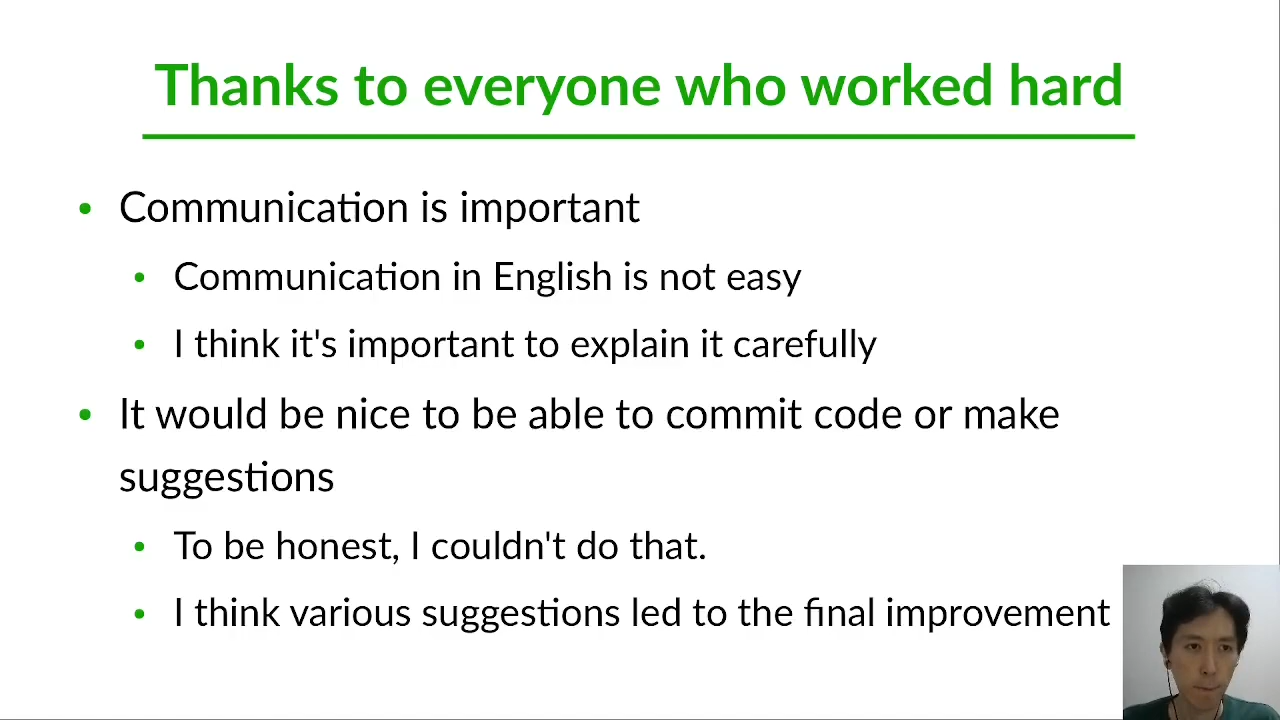 Thanks to everyone who worked hard
• Communication is important
• Communication in English is not easy
• I think it's important to explain it carefully
• It would be nice to be able to commit code or make
suggestions
• To be honest, I couldn't do that.
• I think various suggestions led to the final improvement